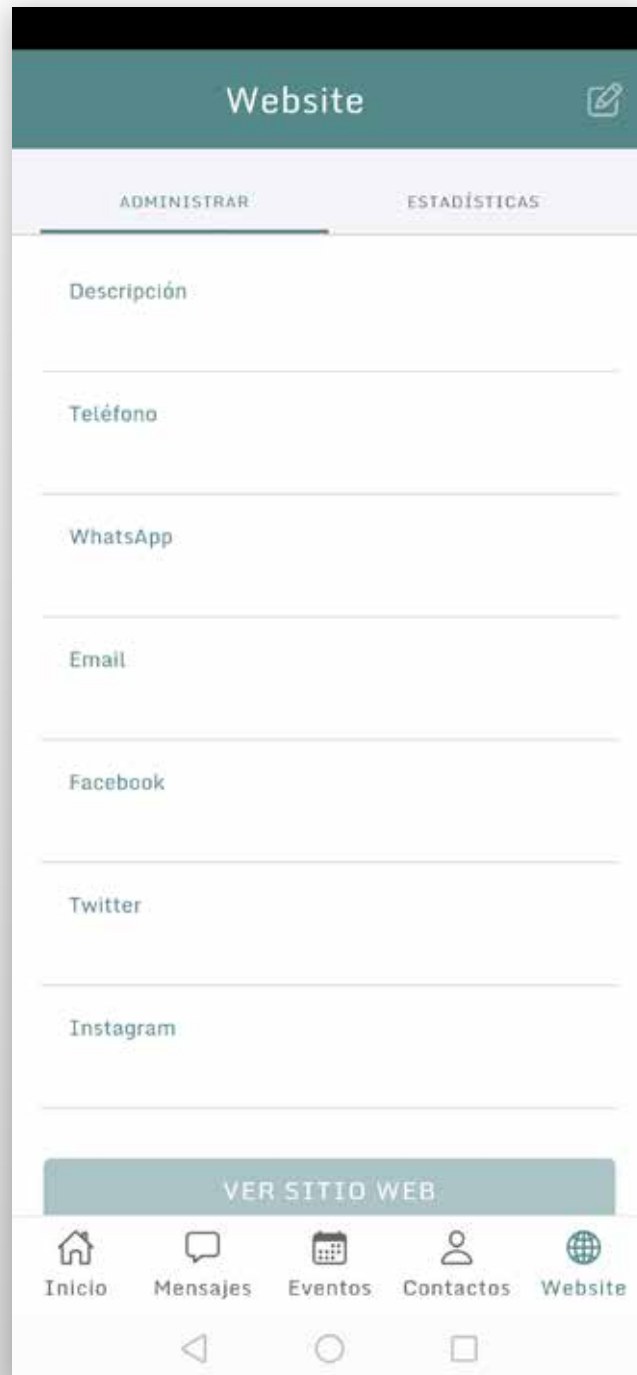 Website
ADMINISTRAR ESTADÍSTICAS
Descripción
Teléfono
WhatsApp
Email
Facebook
Twitter
Instagram
VER SITIO WEB
Inicio Mensajes Eventos Contactos Website